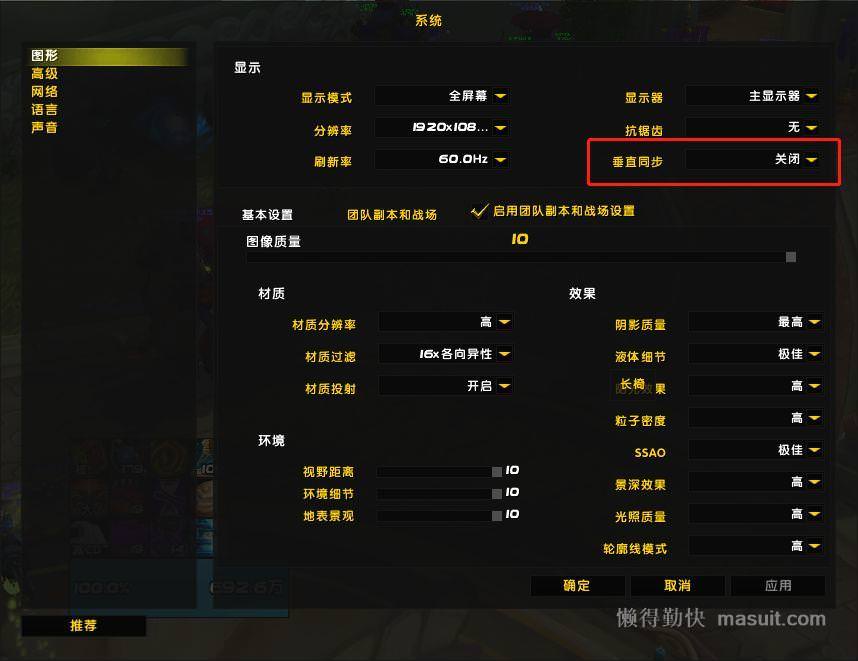 系统
图形
高级
网络
语言
声音
显示
显示模式 全屏幕 显示器 主显示器
分辨率 1920x108... 抗锯齿 无
刷新率 60.0Hz 垂直同步 关闭
基本设置 团队副本和战场 启用团队副本和战场设置
图像质量 10
材质 效果
材质分辨率 高 阴影质量 最高
材质过滤 16x各向异性 液体细节 极佳
材质投射 开启 长椅 效果 高
粒子密度 高
环境 SSAO 极佳
视野距离 10 景深效果 高
环境细节 10
地表景观 10 光照质量 高
轮廓线模式 高
100.0% 692.6万
确定 取消 应用
推荐
懒得勤快 masuit.com